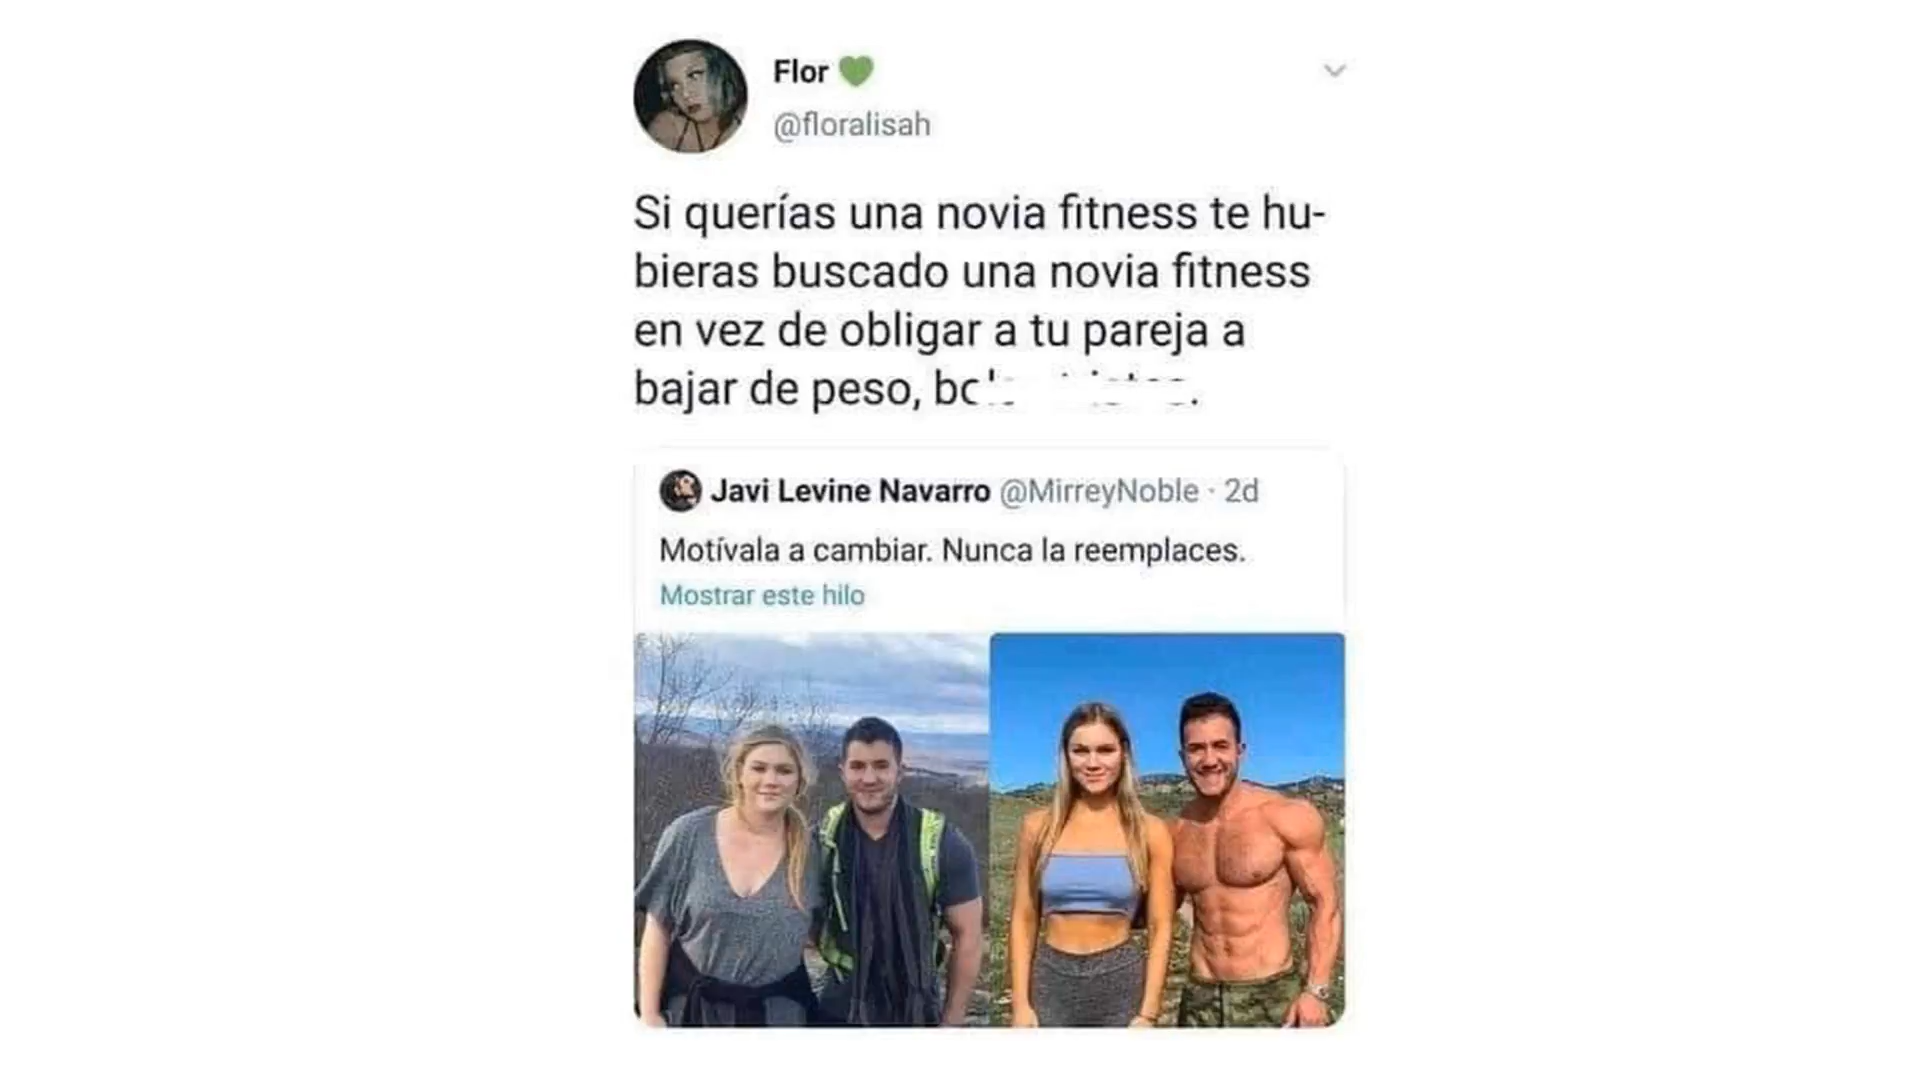 Flor
@floralisah
Si querías una novia fitness te hu-
bieras buscado una novia fitness
en vez de obligar a tu pareja a
bajar de peso,
Javi Levine Navarro @MirreyNoble · 2d
Motívala a cambiar. Nunca la reemplaces.
Mostrar este hilo